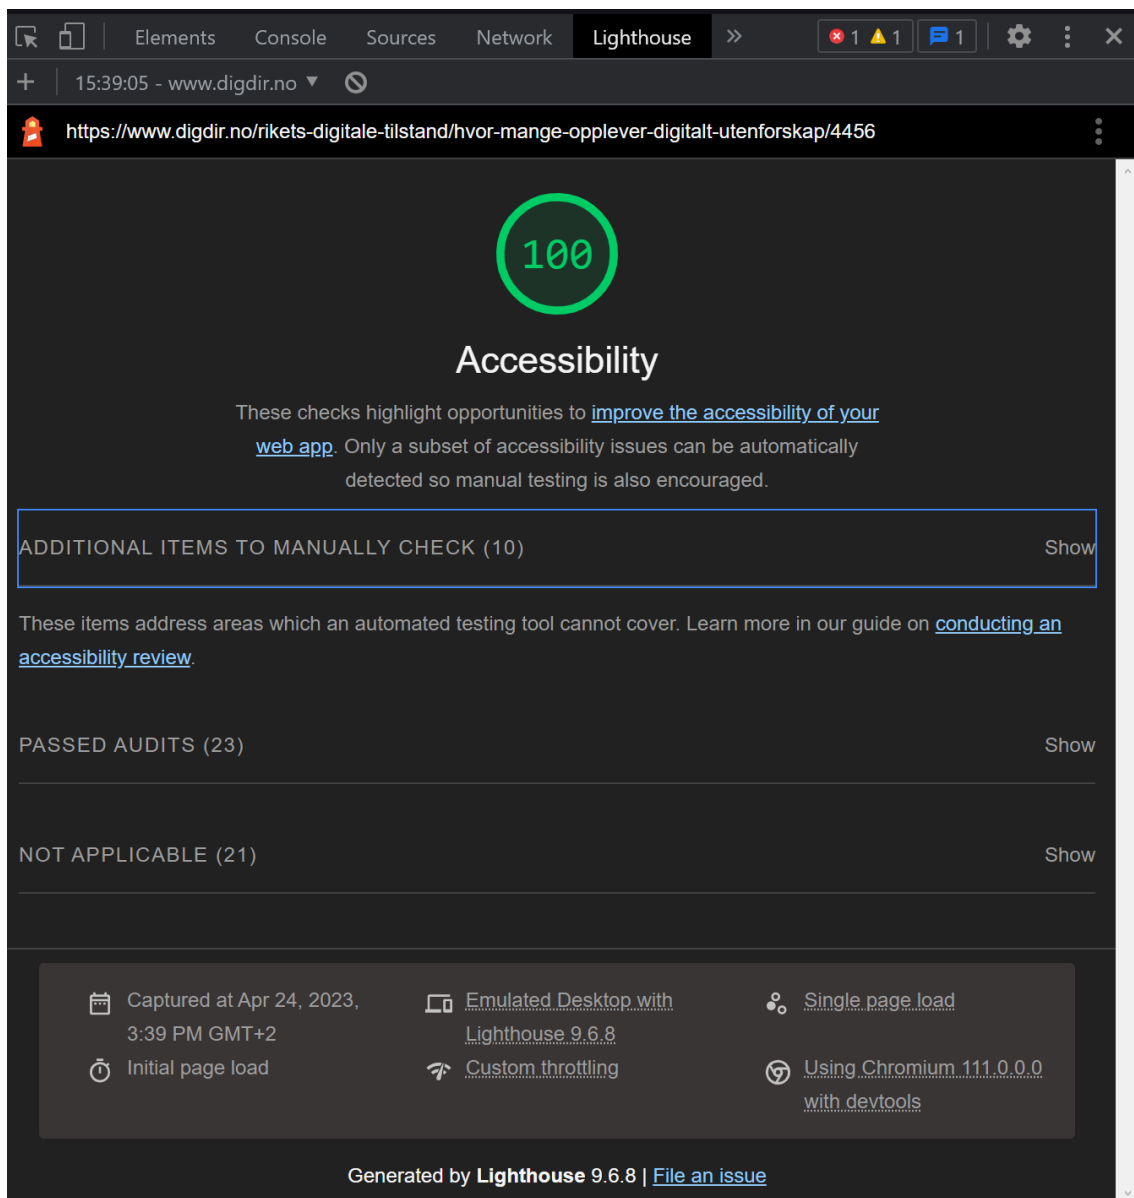 Elements Console Sources Network Lighthouse » 1 1 1
+ 15:39:05 - www.digdir.no ▼
https://www.digdir.no/rikets-digitale-tilstand/hvor-mange-opplever-digitalt-utenforskap/4456
100
Accessibility
These checks highlight opportunities to improve the accessibility of your
web app. Only a subset of accessibility issues can be automatically
detected so manual testing is also encouraged.
ADDITIONAL ITEMS TO MANUALLY CHECK (10) Show
These items address areas which an automated testing tool cannot cover. Learn more in our guide on conducting an
accessibility review.
PASSED AUDITS (23) Show
NOT APPLICABLE (21) Show
Captured at Apr 24, 2023,
3:39 PM GMT+2
Emulated Desktop with
Lighthouse 9.6.8
Single page load
Initial page load
Custom throttling
Using Chromium 111.0.0.0
with devtools
Generated by Lighthouse 9.6.8 | File an issue